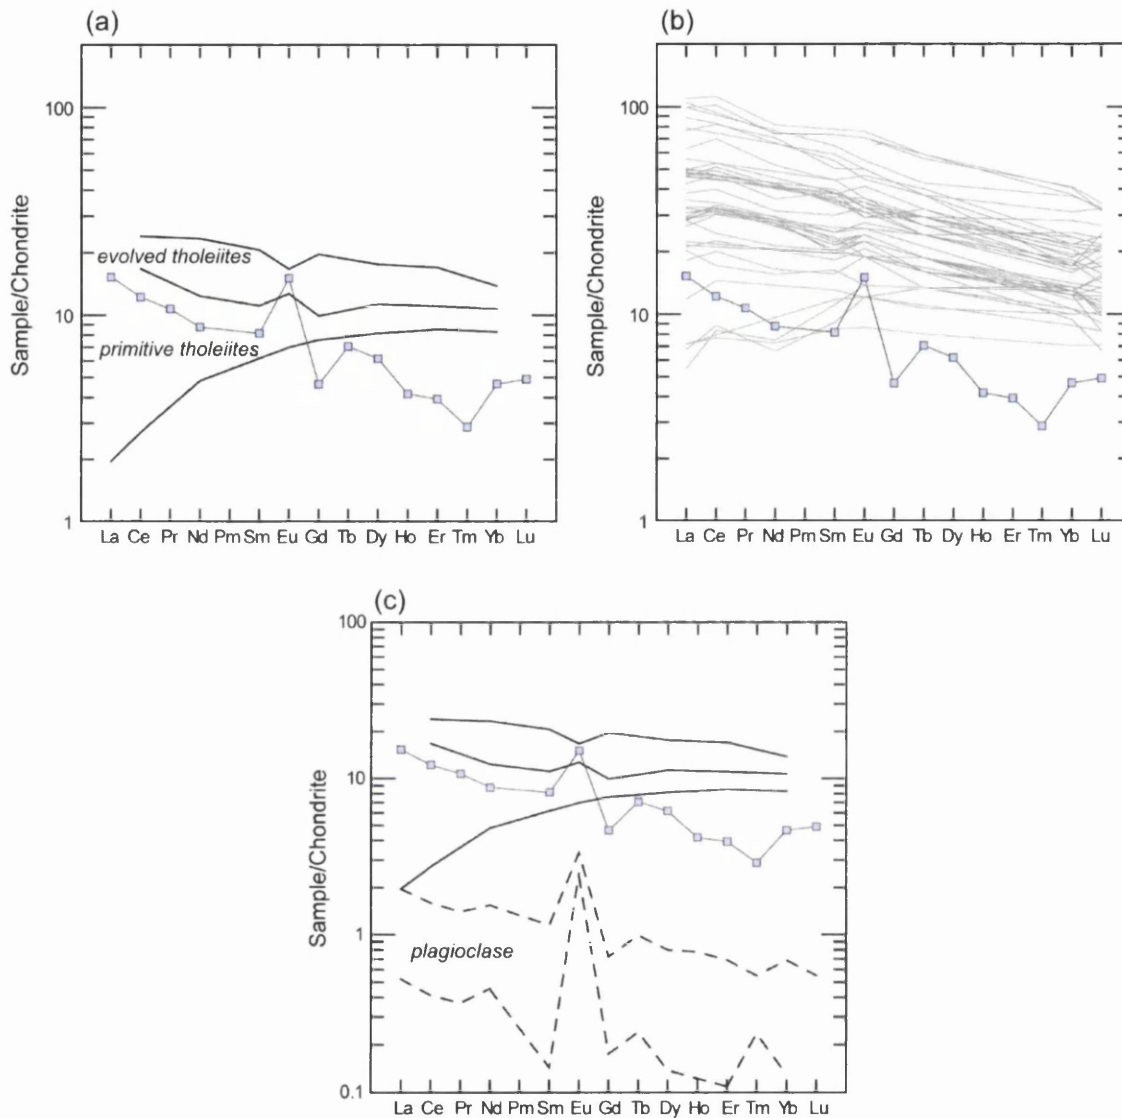 (a)
Sample/Chondrite
100
10
1
evolved tholeiites
primitive tholeiites
La Ce Pr Nd Pm Sm Eu Gd Tb Dy Ho Er Tm Yb Lu
(b)
Sample/Chondrite
100
10
1
La Ce Pr Nd Pm Sm Eu Gd Tb Dy Ho Er Tm Yb Lu
(c)
Sample/Chondrite
100
10
1
0.1
plagioclase
La Ce Pr Nd Pm Sm Eu Gd Tb Dy Ho Er Tm Yb Lu